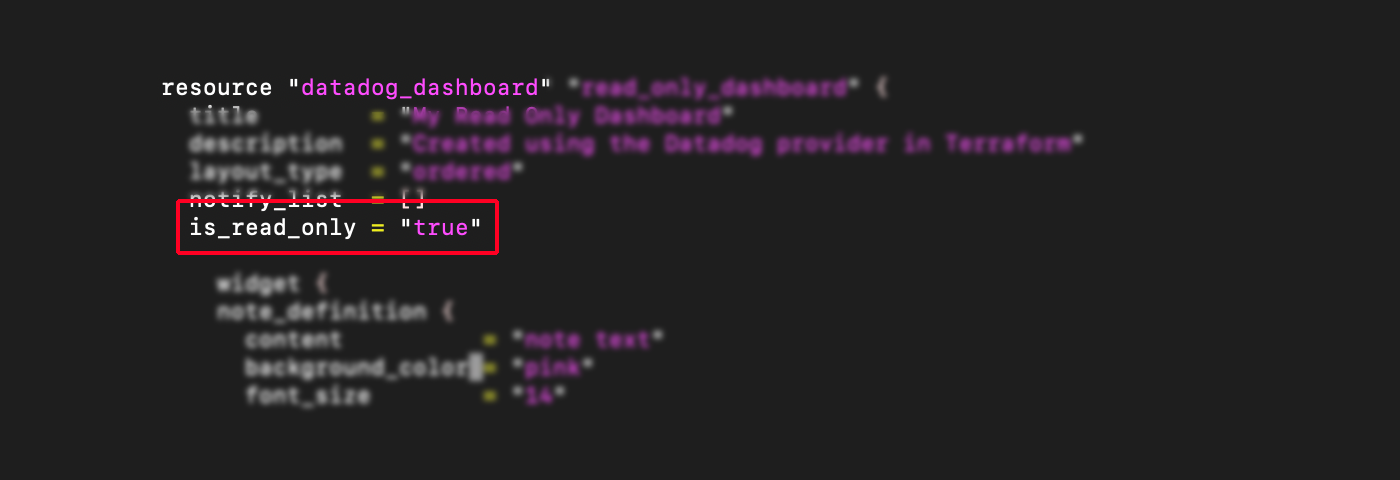 resource "datadog_dashboard" "read_only_dashboard" {
title = "My Read Only Dashboard"
description = "Created using the Datadog provider in Terraform"
layout_type = "ordered"
notify_list = []
is_read_only = "true"
widget {
note_definition {
content = "note text"
background_color = "pink"
font_size = "14"